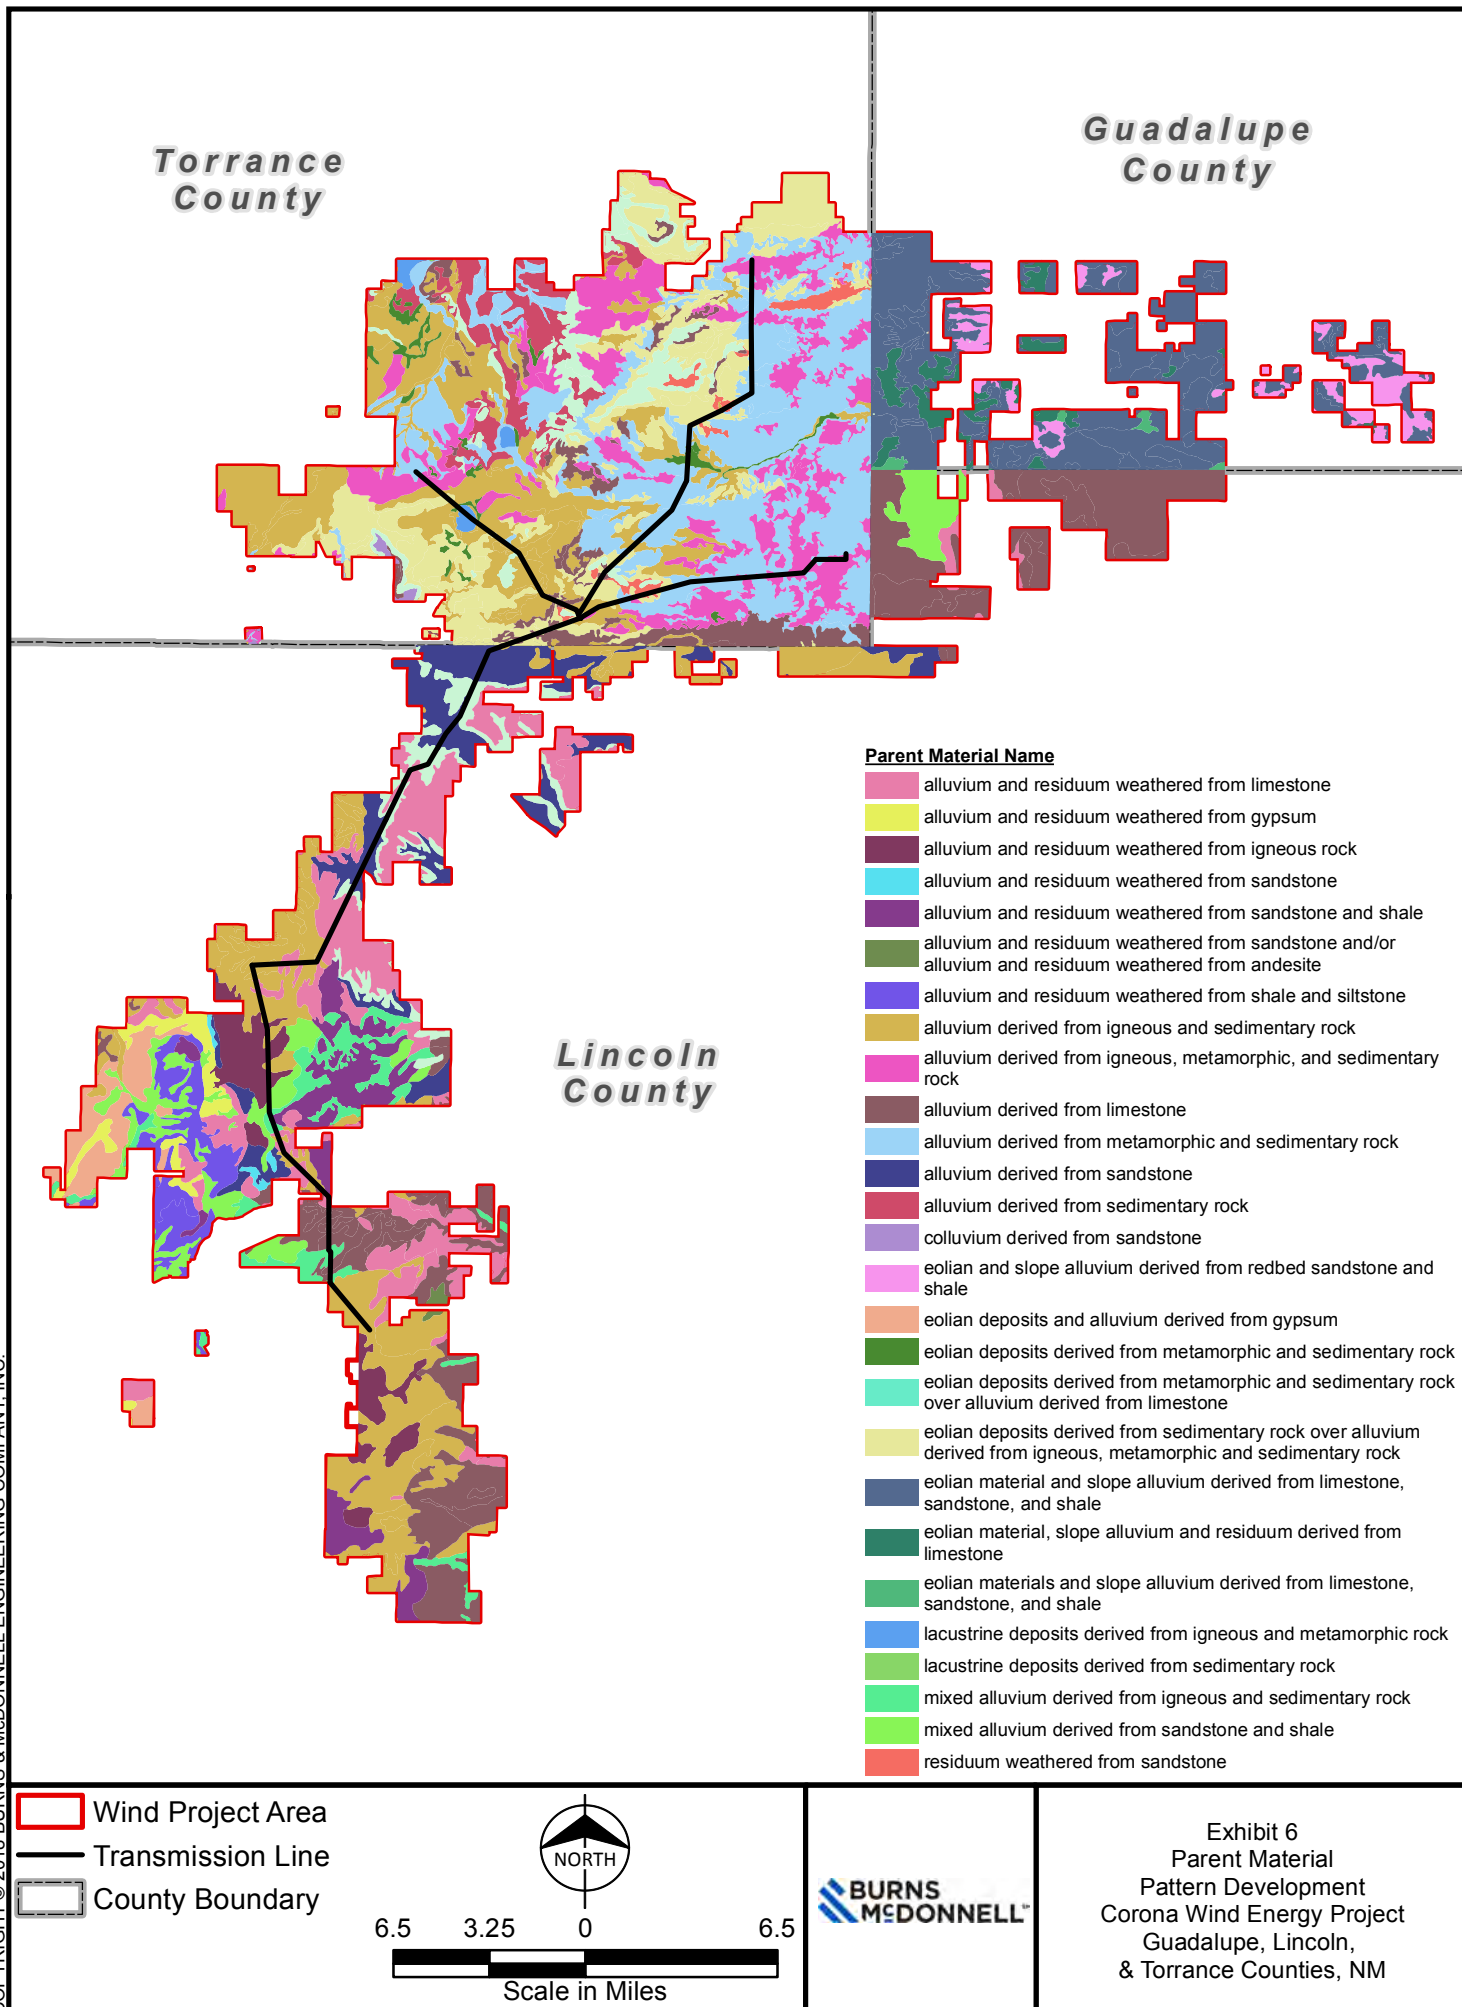 Torrance
County
Guadalupe
County
Lincoln
County
Parent Material Name
alluvium and residuum weathered from limestone
alluvium and residuum weathered from gypsum
alluvium and residuum weathered from igneous rock
alluvium and residuum weathered from sandstone
alluvium and residuum weathered from sandstone and shale
alluvium and residuum weathered from sandstone and/or
alluvium and residuum weathered from andesite
alluvium and residuum weathered from shale and siltstone
alluvium derived from igneous and sedimentary rock
alluvium derived from igneous, metamorphic, and sedimentary
rock
alluvium derived from limestone
alluvium derived from metamorphic and sedimentary rock
alluvium derived from sandstone
alluvium derived from sedimentary rock
colluvium derived from sandstone
eolian and slope alluvium derived from redbed sandstone and
shale
eolian deposits and alluvium derived from gypsum
eolian deposits derived from metamorphic and sedimentary rock
eolian deposits derived from metamorphic and sedimentary rock
over alluvium derived from limestone
eolian deposits derived from sedimentary rock over alluvium
derived from igneous, metamorphic and sedimentary rock
eolian material and slope alluvium derived from limestone,
sandstone, and shale
eolian material, slope alluvium and residuum derived from
limestone
eolian materials and slope alluvium derived from limestone,
sandstone, and shale
lacustrine deposits derived from igneous and metamorphic rock
lacustrine deposits derived from sedimentary rock
mixed alluvium derived from igneous and sedimentary rock
mixed alluvium derived from sandstone and shale
residuum weathered from sandstone
Wind Project Area
Transmission Line
County Boundary
NORTH
6.5 3.25 0 6.5
Scale in Miles
BURNS
McDONNELL
Exhibit 6
Parent Material
Pattern Development
Corona Wind Energy Project
Guadalupe, Lincoln,
& Torrance Counties, NM